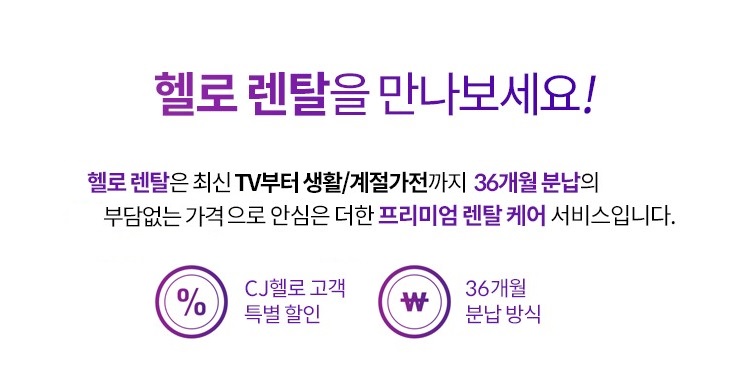 헬로 렌탈을 만나보세요!
헬로 렌탈은 최신 TV부터 생활/계절가전까지 36개월 분납의
부담없는 가격으로 안심은 더한 프리미엄 렌탈 케어 서비스입니다.
%
CJ헬로 고객
특별 할인
₩
36개월
분납 방식